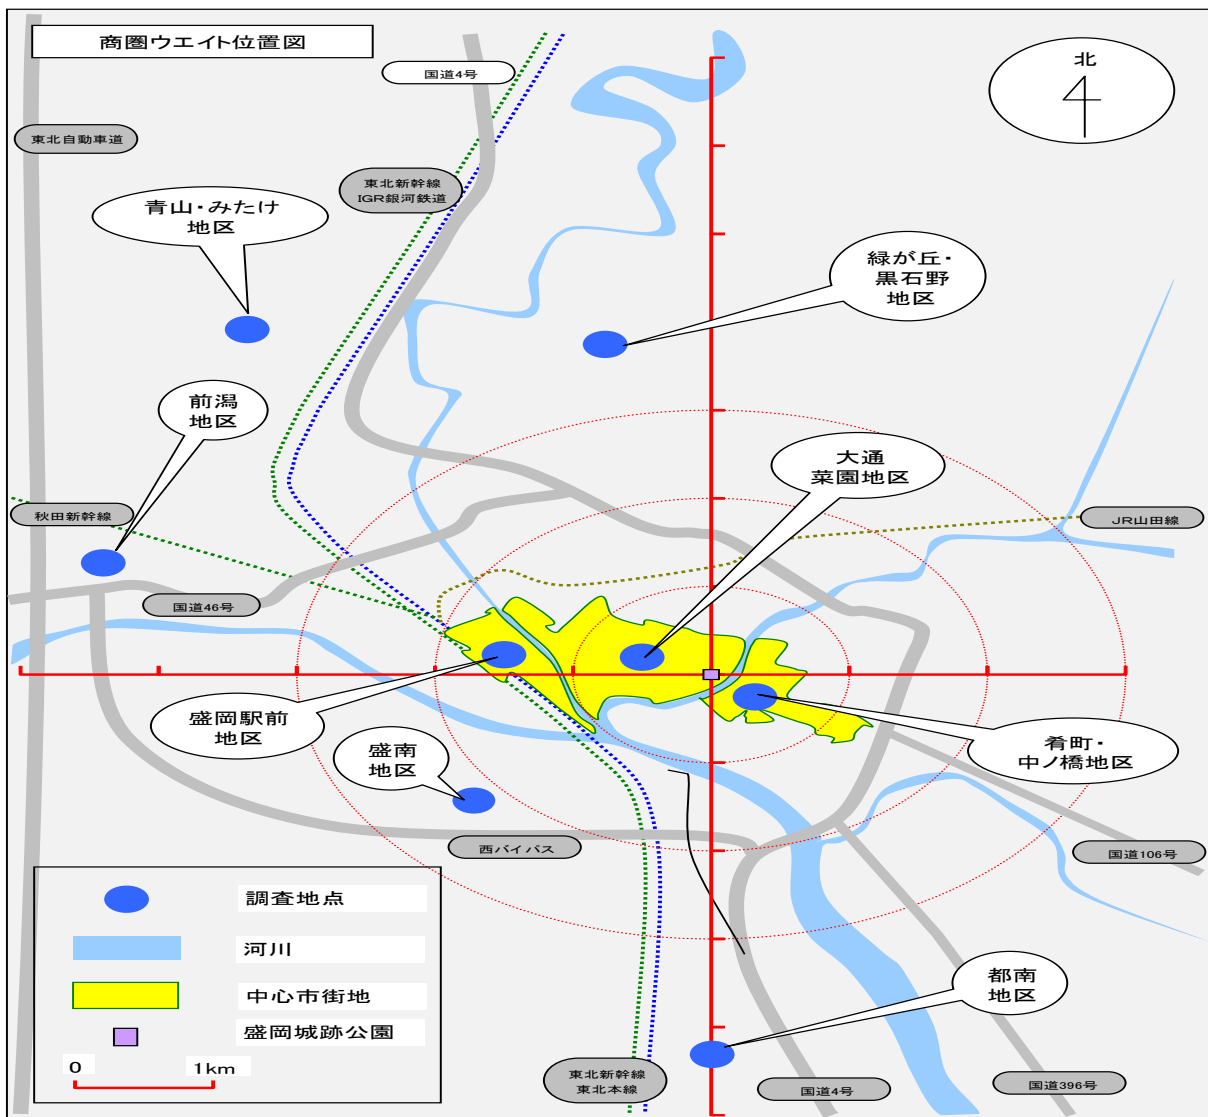 商圏ウエイト位置図
国道4号
北
東北自動車道
東北新幹線
IGR銀河鉄道
青山・みたけ
地区
緑が丘・
黒石野
地区
前潟
地区
大通
菜園地区
秋田新幹線
JR山田線
国道46号
盛岡駅前
地区
盛南
地区
肴町・
中ノ橋地区
西バイパス
国道106号
調査地点
河川
中心市街地
盛岡城跡公園
0
1km
都南
地区
東北新幹線
東北本線
国道4号
国道396号